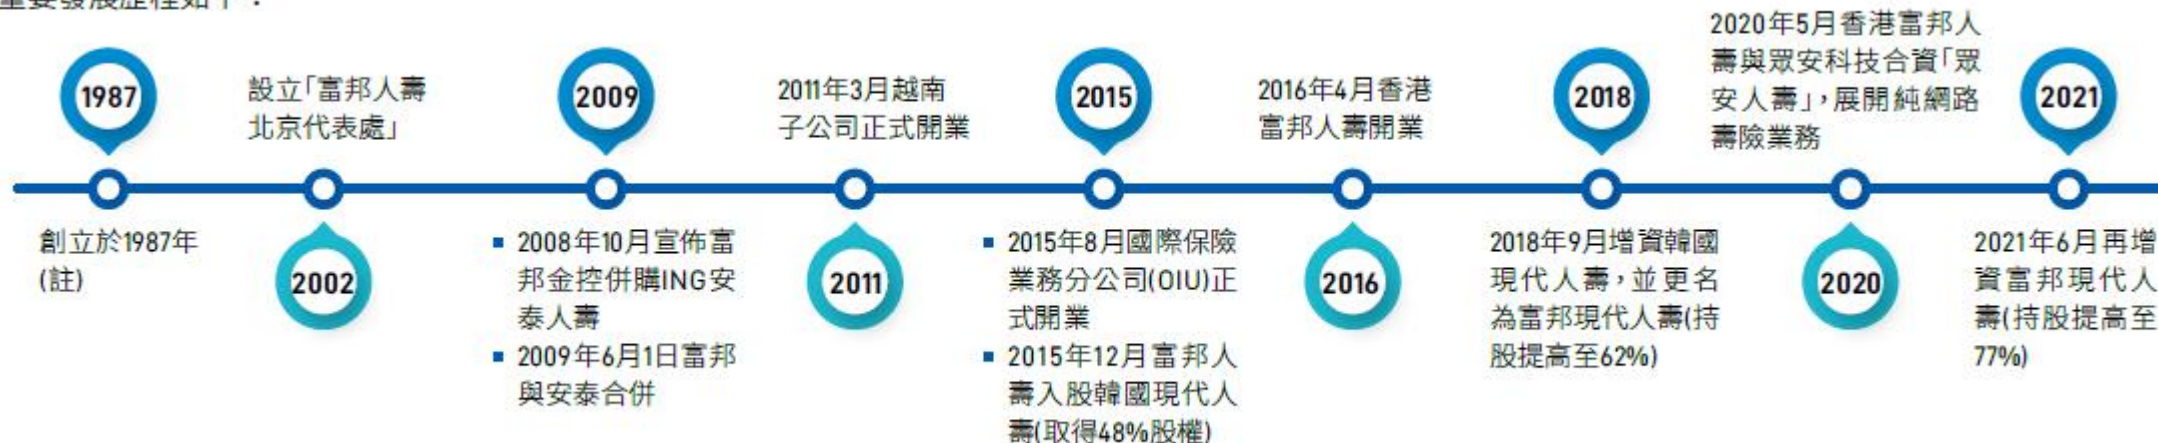 重要發展歷程如下：
1987
創立於1987年
(註)
設立「富邦人壽
北京代表處」
2002
2009
▪ 2008年10月宣佈富
邦金控併購ING安
泰人壽
▪ 2009年6月1日富邦
與安泰合併
2011年3月越南
子公司正式開業
2011
2015
▪ 2015年8月國際保險
業務分公司(OIU)正
式開業
▪ 2015年12月富邦人
壽入股韓國現代人
壽(取得48%股權)
2016年4月香港
富邦人壽開業
2016
2018
2018年9月增資韓國
現代人壽，並更名
為富邦現代人壽(持
股提高至62%)
2020年5月香港富邦人
壽與眾安科技合資「眾
安人壽」，展開純網路
壽險業務
2020
2021
2021年6月再增
資富邦現代人
壽(持股提高至
77%)